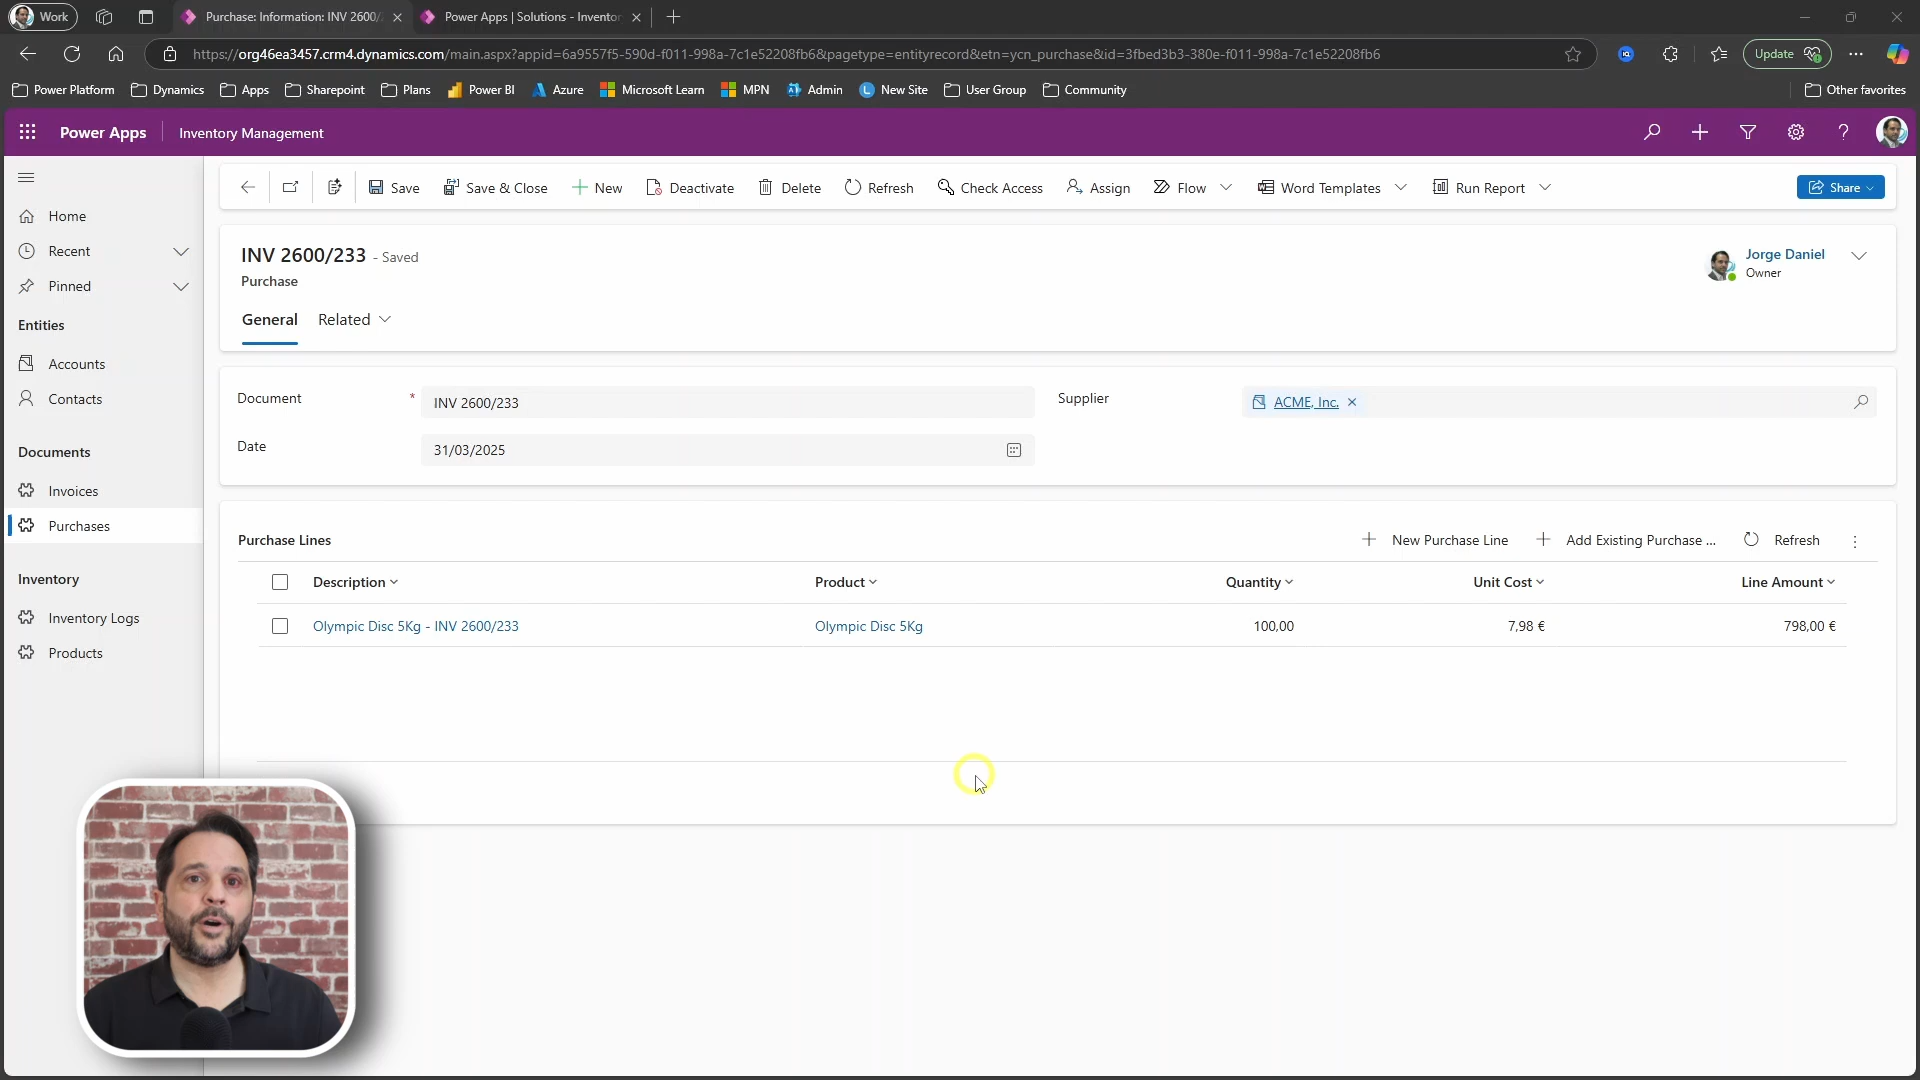 Work
Purchase: Information: INV 2600/
Power Apps | Solutions - Inventor
https://org46ea3457.crm4.dynamics.com/main.aspx?appid=6a9557f5-590d-f011-998a-7c1e52208fb6&pagetype=entityrecord&etn=ycn_purchase&id=3fbed3b3-380e-f011-998a-7c1e52208fb6
Update
Power Platform
Dynamics
Apps
Sharepoint
Plans
Power BI
Azure
Microsoft Learn
MPN
Admin
New Site
User Group
Community
Other favorites
Power Apps
Inventory Management
Save
Save & Close
New
Deactivate
Delete
Refresh
Check Access
Assign
Flow
Word Templates
Run Report
Share
Home
Recent
Pinned
Entities
Accounts
Contacts
Documents
Invoices
Purchases
Inventory
Inventory Logs
Products
INV 2600/233 - Saved
Purchase
Jorge Daniel
Owner
General
Related
Document * INV 2600/233
Supplier ACME, Inc.
Date 31/03/2025
Purchase Lines
New Purchase Line
Add Existing Purchase ...
Refresh
Description Product Quantity Unit Cost Line Amount
Olympic Disc 5Kg - INV 2600/233 Olympic Disc 5Kg 100,00 7,98 € 798,00 €